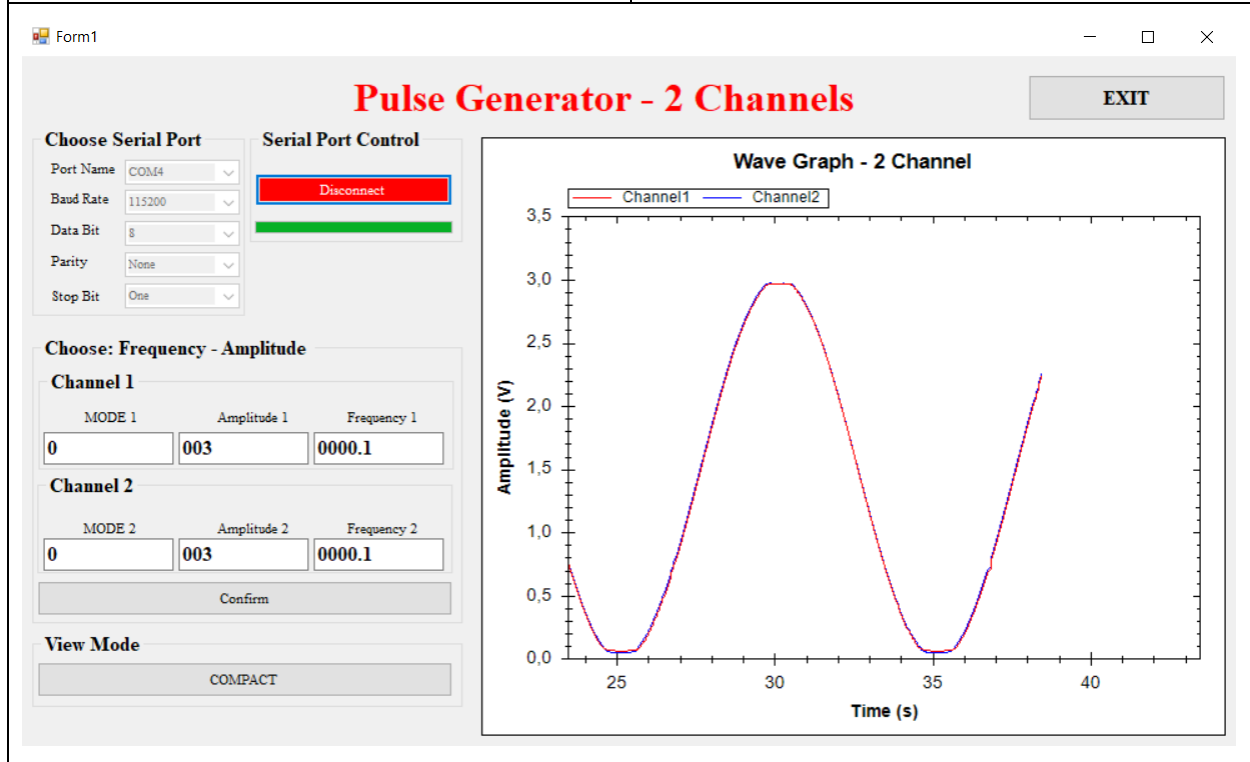 Form1
Pulse Generator - 2 Channels
EXIT
Choose Serial Port
Port Name COM4
Baud Rate 115200
Data Bit 8
Parity None
Stop Bit One
Serial Port Control
Disconnect
Choose: Frequency - Amplitude
Channel 1
MODE 1 Amplitude 1 Frequency 1
0 003 0000.1
Channel 2
MODE 2 Amplitude 2 Frequency 2
0 003 0000.1
Confirm
View Mode
COMPACT
Wave Graph - 2 Channel
Channel1 Channel2
Amplitude (V)
3,5
3,0
2,5
2,0
1,5
1,0
0,5
0,0
25 30 35 40
Time (s)